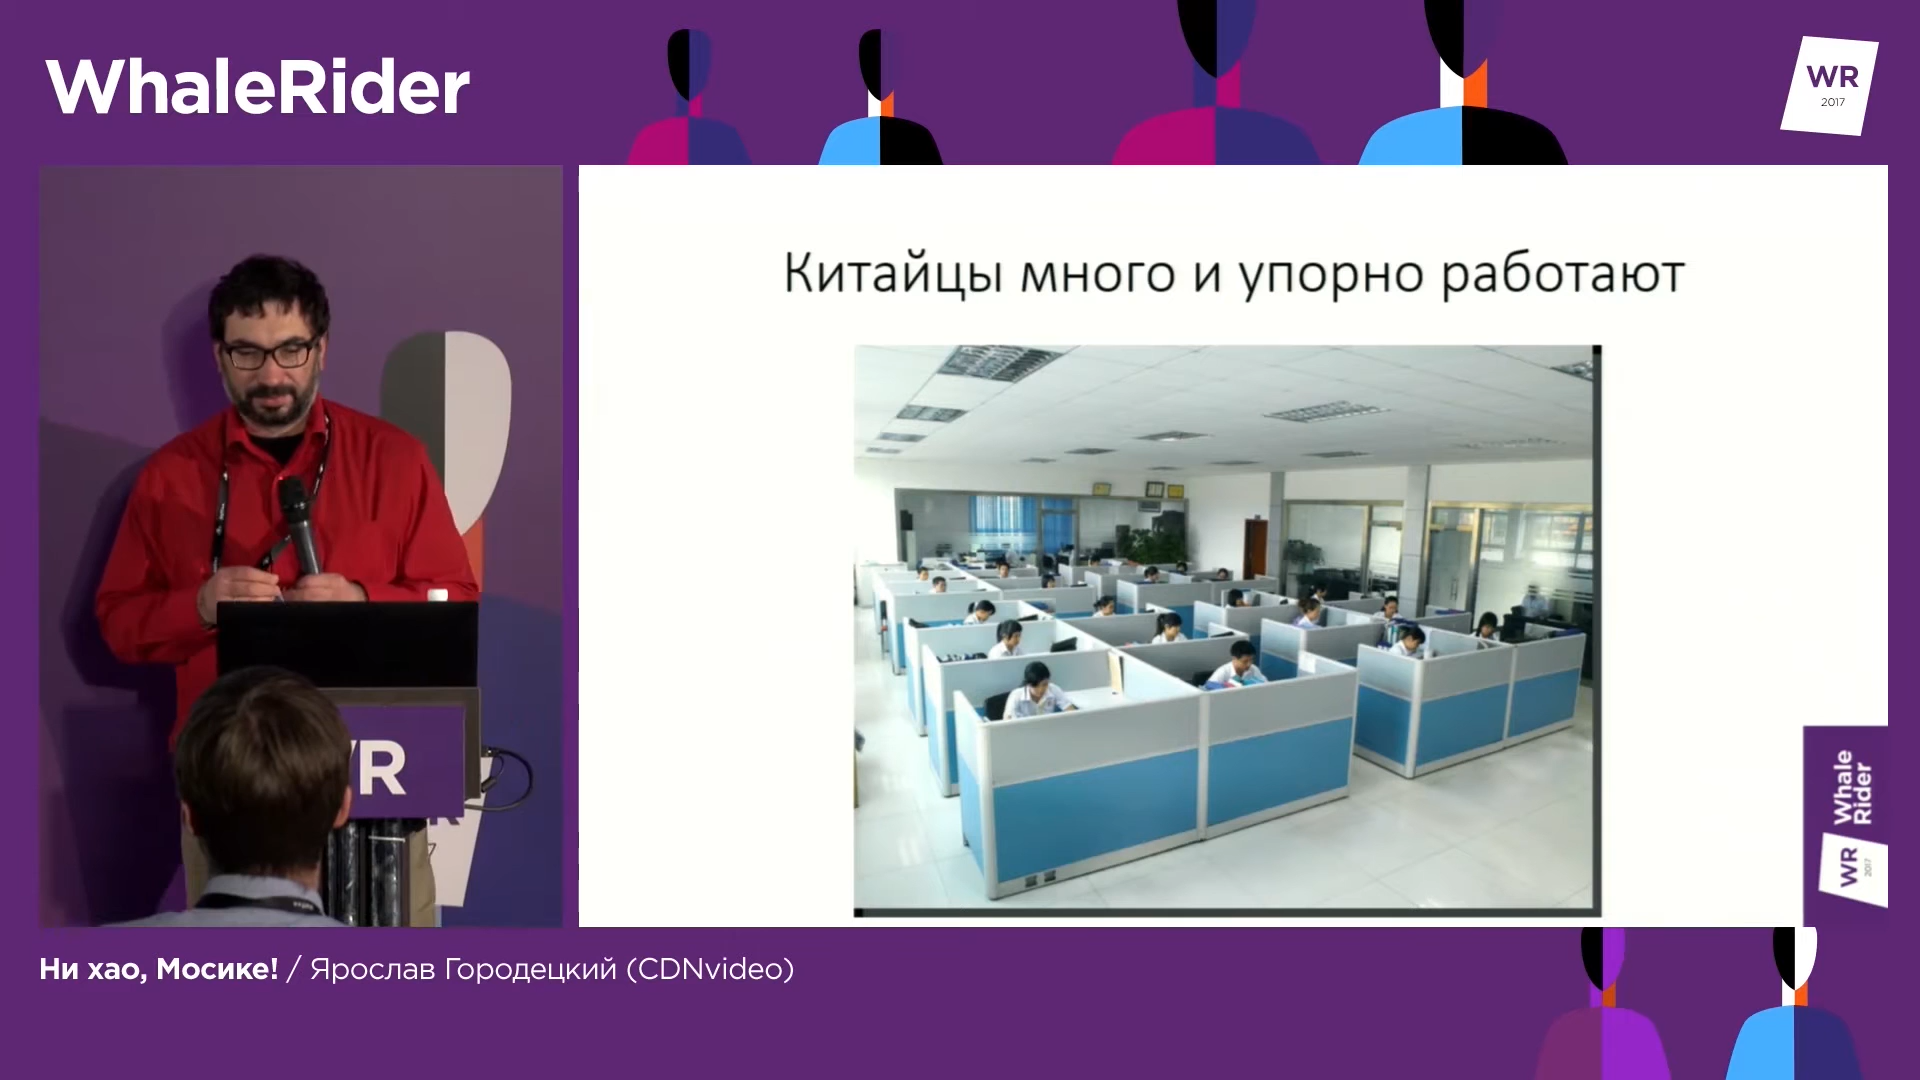 WhaleRider
WR
2017
Китайцы много и упорно работают
WR
Whale
Rider
WR
2017
Ни хао, Мосике! / Ярослав Городецкий (CDNvideo)